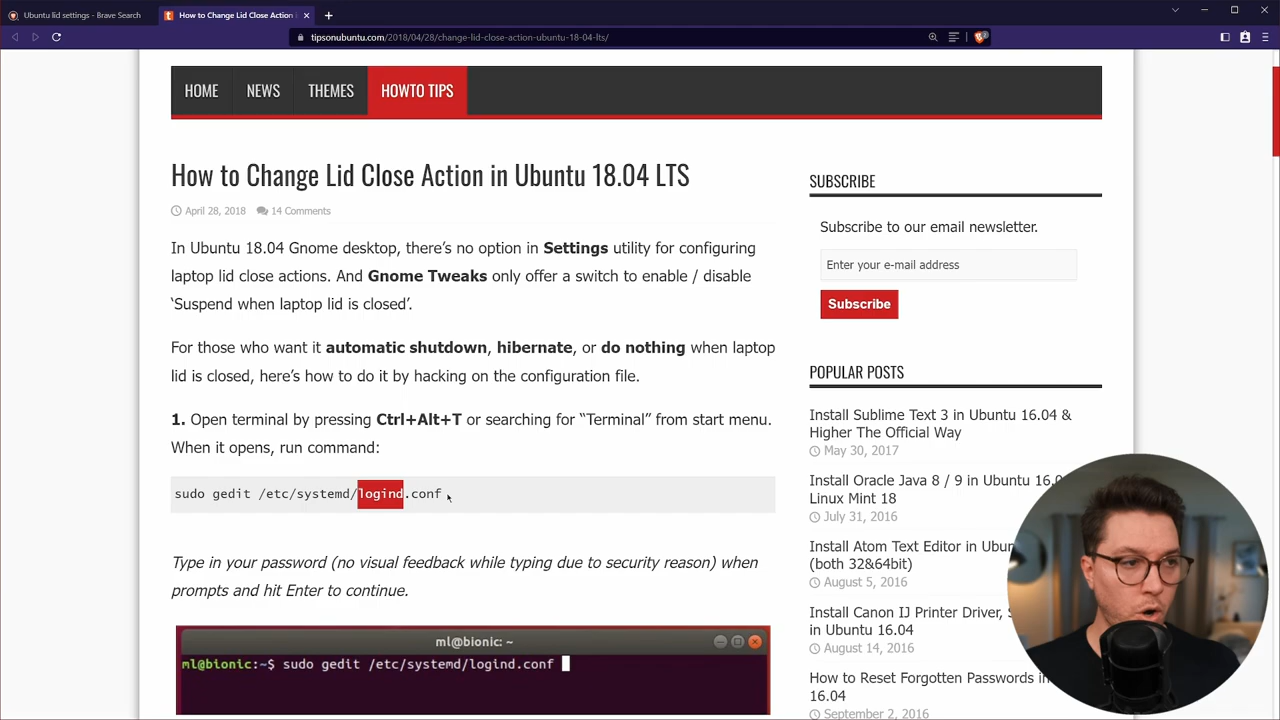 Ubuntu lid settings - Brave Search
How to Change Lid Close Action
tipsonubuntu.com/2018/04/28/change-lid-close-action-ubuntu-18-04-lts/
HOME NEWS THEMES HOWTO TIPS
How to Change Lid Close Action in Ubuntu 18.04 LTS
April 28, 2018 14 Comments
In Ubuntu 18.04 Gnome desktop, there’s no option in Settings utility for configuring
laptop lid close actions. And Gnome Tweaks only offer a switch to enable / disable
‘Suspend when laptop lid is closed’.
For those who want it automatic shutdown, hibernate, or do nothing when laptop
lid is closed, here’s how to do it by hacking on the configuration file.
1. Open terminal by pressing Ctrl+Alt+T or searching for “Terminal” from start menu.
When it opens, run command:
sudo gedit /etc/systemd/logind.conf
Type in your password (no visual feedback while typing due to security reason) when
prompts and hit Enter to continue.
ml@bionic: ~
ml@bionic:~$ sudo gedit /etc/systemd/logind.conf
SUBSCRIBE
Subscribe to our email newsletter.
Enter your e-mail address
Subscribe
POPULAR POSTS
Install Sublime Text 3 in Ubuntu 16.04 &
Higher The Official Way
May 30, 2017
Install Oracle Java 8 / 9 in Ubuntu 16.0
Linux Mint 18
July 31, 2016
Install Atom Text Editor in Ubun
(both 32&64bit)
August 5, 2016
Install Canon IJ Printer Driver, S
in Ubuntu 16.04
August 14, 2016
How to Reset Forgotten Passwords in
16.04
September 2, 2016